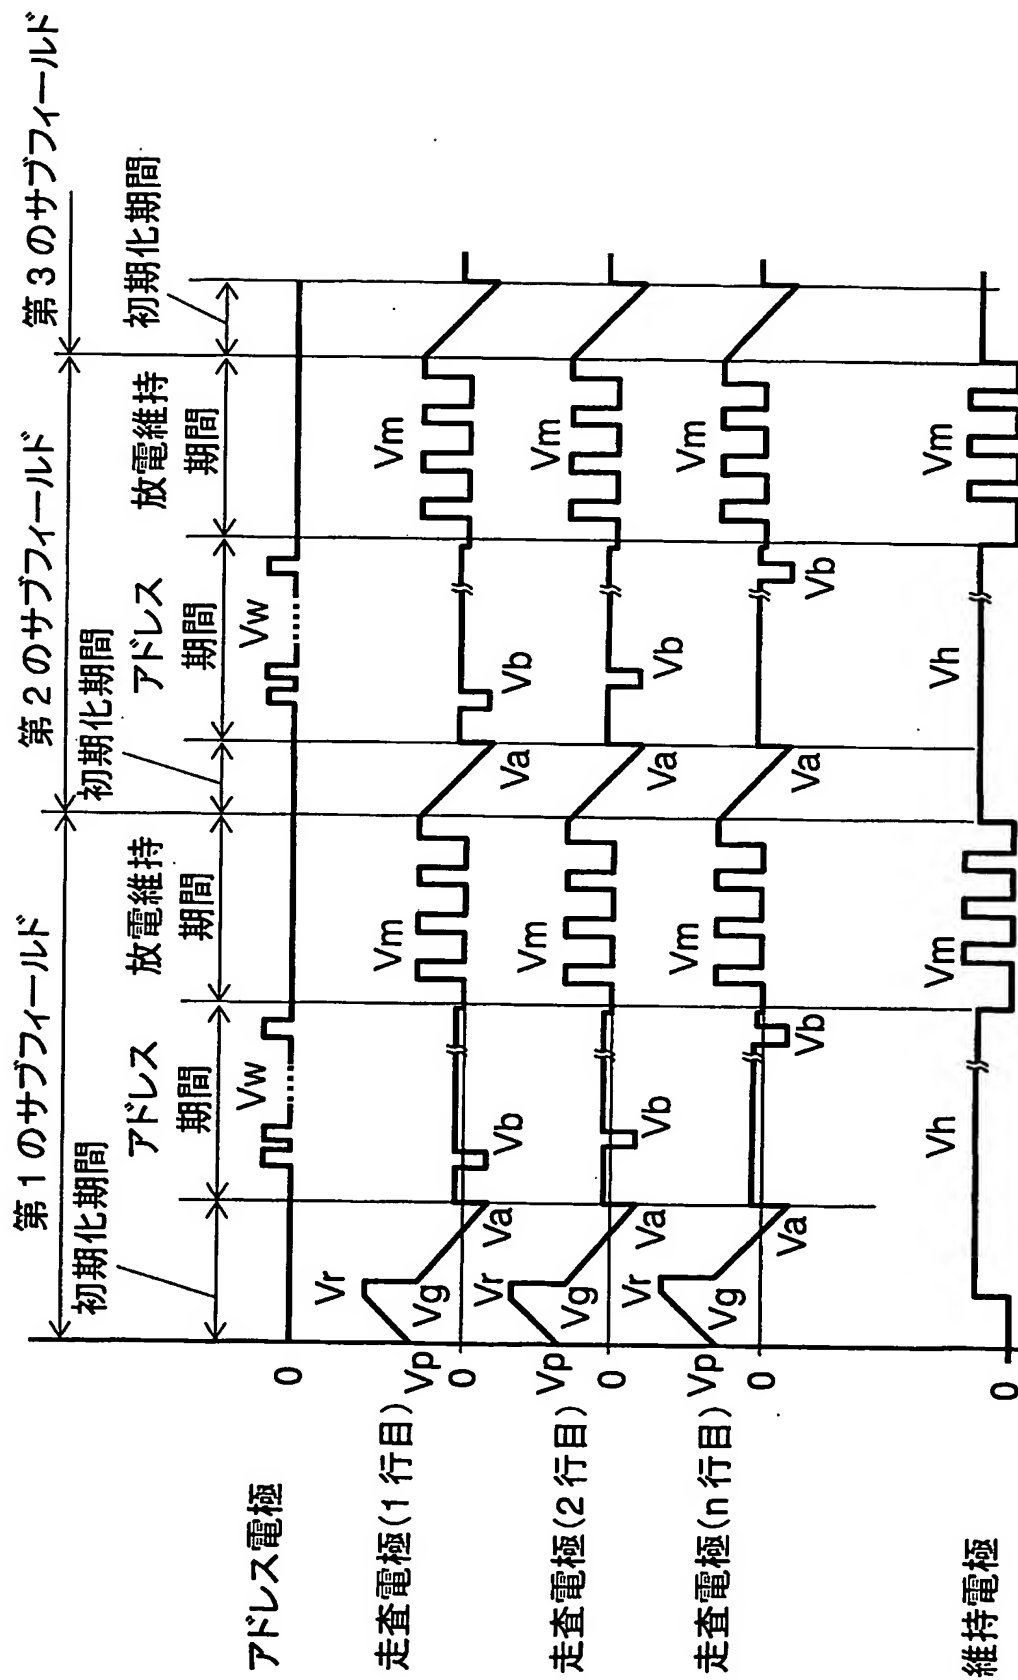 第1のサブフィールド
第2のサブフィールド
第3のサブフィールド
初期化期間
アドレス
期間
放電維持
期間
初期化期間
アドレス
期間
放電維持
期間
初期化期間
アドレス電極
0
Vw
Vw
走査電極(1行目)
Vp
0
Vr
Vg
Va
Vb
Vm
Va
Vb
Vm
走査電極(2行目)
Vp
0
Vr
Vg
Va
Vb
Vm
Va
Vb
Vm
走査電極(n行目)
Vp
0
Vr
Vg
Va
Vb
Vm
Va
Vb
Vm
維持電極
0
Vh
Vm
Vh
Vm